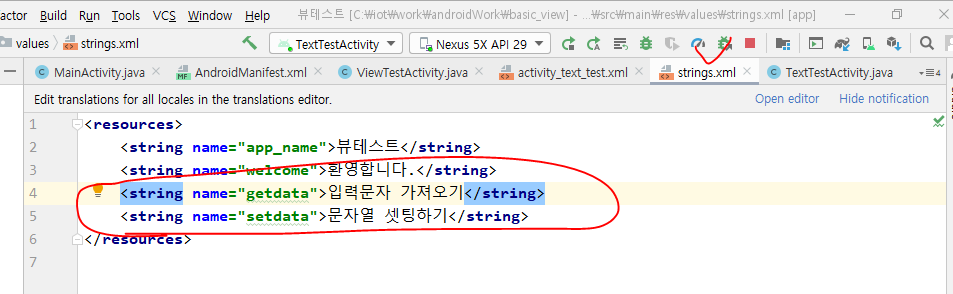 actor Build Run Tools VCS Window Help 뷰테스트 [C:₩iot₩work₩androidWork₩basic_view] - ...₩src₩main₩res₩values₩strings.xml [app]
values strings.xml TextTestActivity Nexus 5X API 29
MainActivity.java AndroidManifest.xml ViewTestActivity.java activity_text_test.xml strings.xml TextTestActivity.java 4
Edit translations for all locales in the translations editor. Open editor Hide notification
1 <resources>
2 <string name="app_name">뷰테스트</string>
3 <string name="welcome">환영합니다.</string>
4 <string name="getdata">입력문자 가져오기</string>
5 <string name="setdata">문자열 셋팅하기</string>
6 </resources>
7